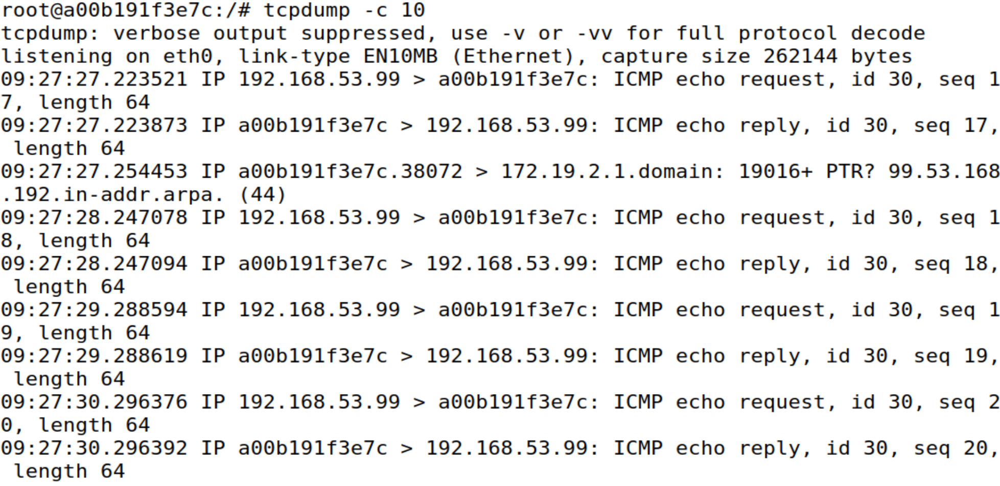 root@a00b191f3e7c:/# tcpdump -c 10
tcpdump: verbose output suppressed, use -v or -vv for full protocol decode
listening on eth0, link-type EN10MB (Ethernet), capture size 262144 bytes
09:27:27.223521 IP 192.168.53.99 > a00b191f3e7c: ICMP echo request, id 30, seq 1
7, length 64
09:27:27.223873 IP a00b191f3e7c > 192.168.53.99: ICMP echo reply, id 30, seq 17,
 length 64
09:27:27.254453 IP a00b191f3e7c.38072 > 172.19.2.1.domain: 19016+ PTR? 99.53.168
.192.in-addr.arpa. (44)
09:27:28.247078 IP 192.168.53.99 > a00b191f3e7c: ICMP echo request, id 30, seq 1
8, length 64
09:27:28.247094 IP a00b191f3e7c > 192.168.53.99: ICMP echo reply, id 30, seq 18,
 length 64
09:27:29.288594 IP 192.168.53.99 > a00b191f3e7c: ICMP echo request, id 30, seq 1
9, length 64
09:27:29.288619 IP a00b191f3e7c > 192.168.53.99: ICMP echo reply, id 30, seq 19,
 length 64
09:27:30.296376 IP 192.168.53.99 > a00b191f3e7c: ICMP echo request, id 30, seq 2
0, length 64
09:27:30.296392 IP a00b191f3e7c > 192.168.53.99: ICMP echo reply, id 30, seq 20,
 length 64